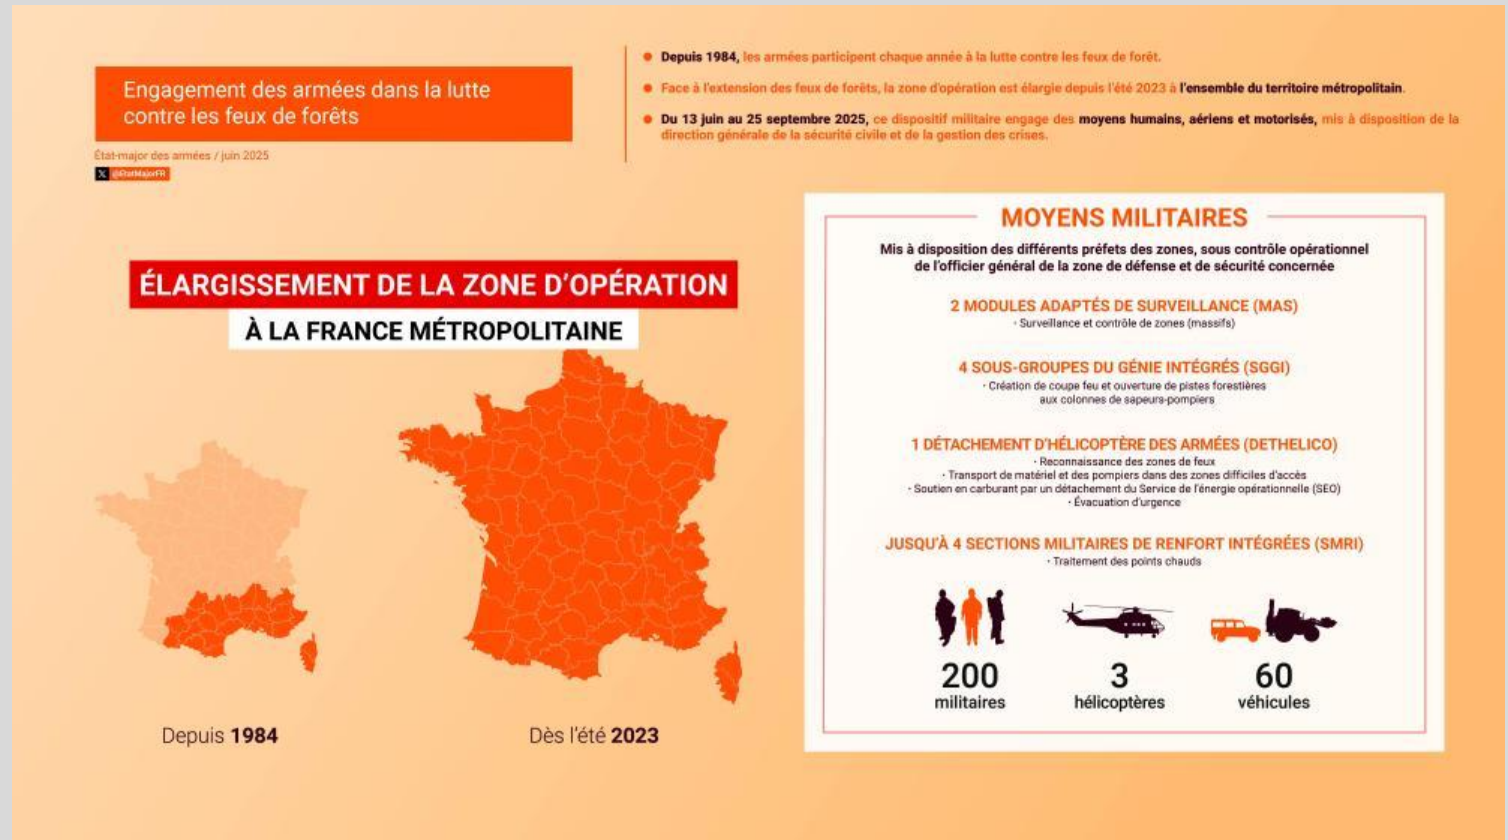 Engagement des armées dans la lutte
contre les feux de forêts
État-major des armées / juin 2025
@EtatMajorFR
Depuis 1984, les armées participent chaque année à la lutte contre les feux de forêt.
Face à l'extension des feux de forêts, la zone d'opération est élargie depuis l'été 2023 à l'ensemble du territoire métropolitain.
Du 13 juin au 25 septembre 2025, ce dispositif militaire engage des moyens humains, aériens et motorisés, mis à disposition de la
direction générale de la sécurité civile et de la gestion des crises.
ÉLARGISSEMENT DE LA ZONE D'OPÉRATION
À LA FRANCE MÉTROPOLITAINE
Depuis 1984
Dès l'été 2023
MOYENS MILITAIRES
Mis à disposition des différents préfets des zones, sous contrôle opérationnel
de l'officier général de la zone de défense et de sécurité concernée
2 MODULES ADAPTÉS DE SURVEILLANCE (MAS)
· Surveillance et contrôle de zones (massifs)
4 SOUS-GROUPES DU GÉNIE INTÉGRÉS (SGGI)
· Création de coupe feu et ouverture de pistes forestières
aux colonnes de sapeurs-pompiers
1 DÉTACHEMENT D'HÉLICOPTÈRE DES ARMÉES (DETHELICO)
· Reconnaissance des zones de feux
· Transport de matériel et des pompiers dans des zones difficiles d'accès
· Soutien en carburant par un détachement du Service de l'énergie opérationnelle (SEO)
· Évacuation d'urgence
JUSQU'À 4 SECTIONS MILITAIRES DE RENFORT INTÉGRÉES (SMRI)
· Traitement des points chauds
200
militaires
3
hélicoptères
60
véhicules